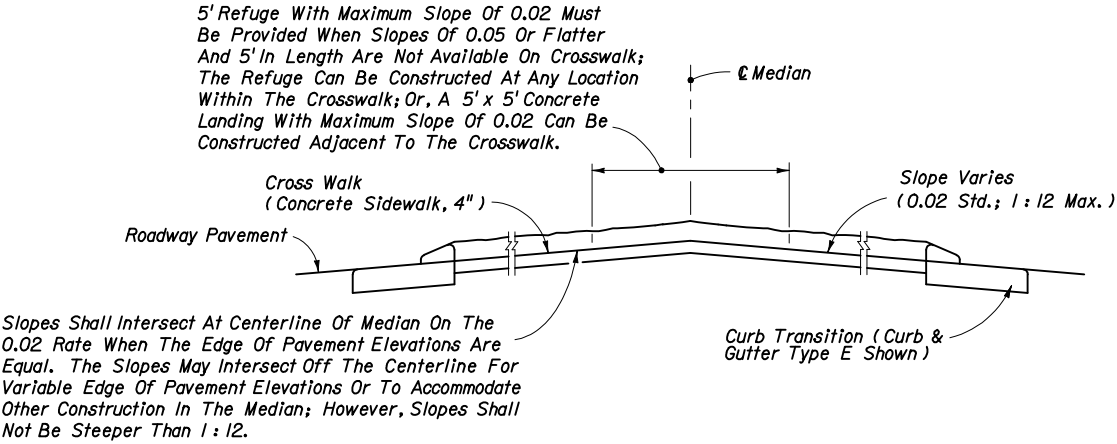 5' Refuge With Maximum Slope Of 0.02 Must
Be Provided When Slopes Of 0.05 Or Flatter
And 5' In Length Are Not Available On Crosswalk;
The Refuge Can Be Constructed At Any Location
Within The Crosswalk; Or, A 5' x 5' Concrete
Landing With Maximum Slope Of 0.02 Can Be
Constructed Adjacent To The Crosswalk.
℄ Median
Cross Walk
(Concrete Sidewalk, 4")
Slope Varies
(0.02 Std.; 1:12 Max.)
Roadway Pavement
Slopes Shall Intersect At Centerline Of Median On The
0.02 Rate When The Edge Of Pavement Elevations Are
Equal. The Slopes May Intersect Off The Centerline For
Variable Edge Of Pavement Elevations Or To Accommodate
Other Construction In The Median; However, Slopes Shall
Not Be Steeper Than 1:12.
Curb Transition (Curb &
Gutter Type E Shown)